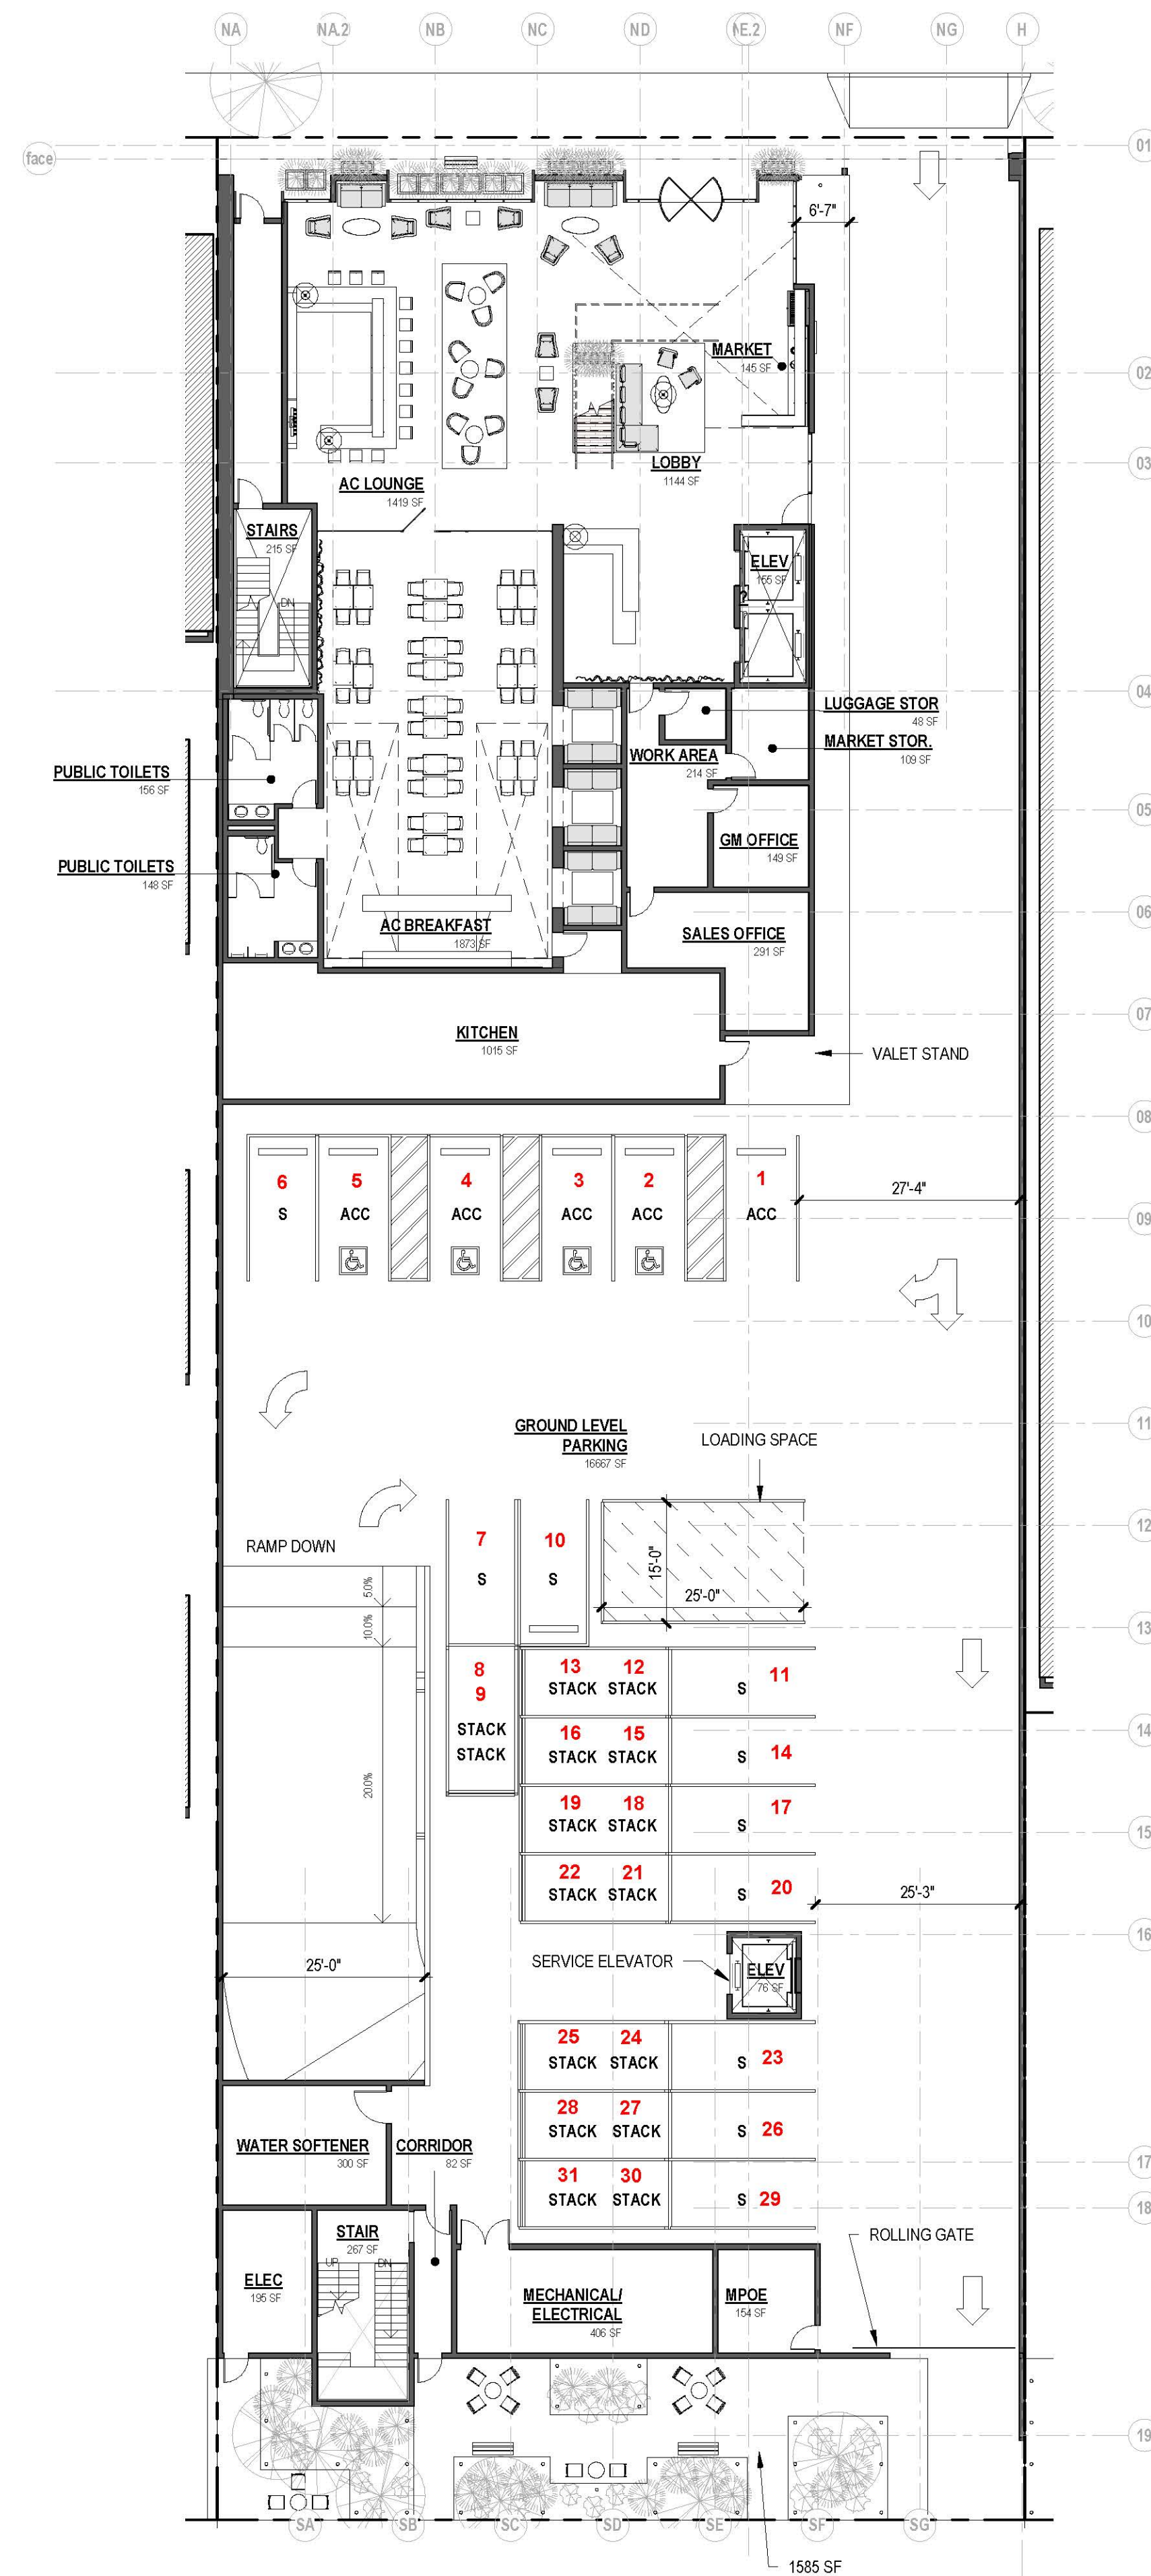 NA NA.2 NB NC ND NE.2 NF NG H
01
face
6'-7"
MARKET
145 SF
02
LOBBY
1144 SF
03
AC LOUNGE
1419 SF
STAIRS
215 SF
DN
ELEV
155 SF
04
LUGGAGE STOR
48 SF
MARKET STOR.
109 SF
WORK AREA
214 SF
PUBLIC TOILETS
156 SF
05
GM OFFICE
149 SF
PUBLIC TOILETS
148 SF
06
AC BREAKFAST
1873 SF
SALES OFFICE
291 SF
07
KITCHEN
1015 SF
VALET STAND
08
6 5 4 3 2 1
27'-4"
S ACC ACC ACC ACC ACC
09
10
11
GROUND LEVEL
PARKING
16667 SF
LOADING SPACE
12
7 10
RAMP DOWN
15'-0"
S S
5.0%
25'-0"
10.0%
13
8 13 12 11
9
STACK STACK S
STACK
STACK
14
16 15 14
STACK STACK S
20.0%
19 18 17
STACK STACK S
15
22 21 20
STACK STACK S
25'-3"
16
SERVICE ELEVATOR
ELEV
76 SF
25'-0"
25 24 23
STACK STACK S
28 27 26
STACK STACK S
WATER SOFTENER
300 SF
CORRIDOR
82 SF
17
31 30 29
STACK STACK S
18
STAIR
267 SF
UP DN
ROLLING GATE
ELEC
195 SF
MECHANICAL/
ELECTRICAL
406 SF
MPOE
154 SF
19
SA SB SC SD SE SF SG
1585 SF